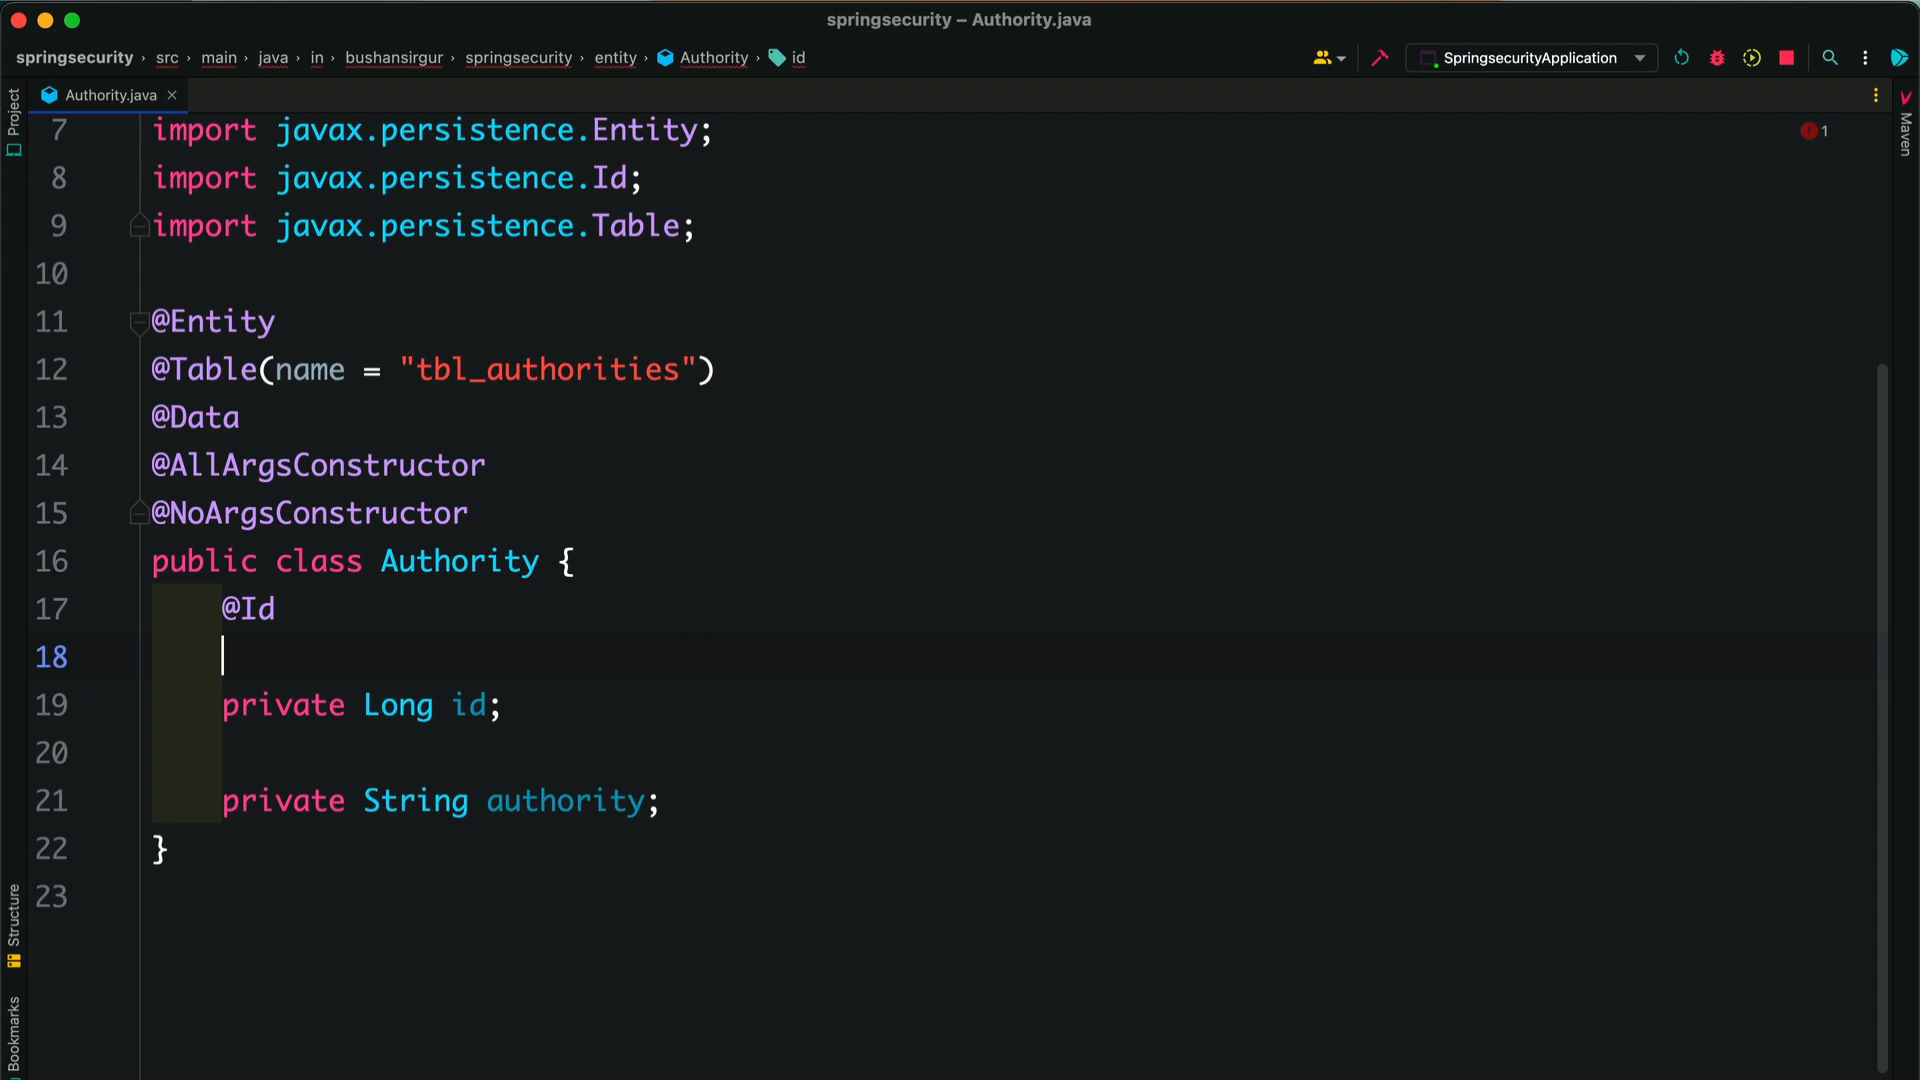 springsecurity – Authority.java
springsecurity › src › main › java › in › bushansirgur › springsecurity › entity › Authority › id
SpringsecurityApplication
Project
Authority.java ×
Maven
1
7 import javax.persistence.Entity;
8 import javax.persistence.Id;
9 import javax.persistence.Table;
10
11 @Entity
12 @Table(name = "tbl_authorities")
13 @Data
14 @AllArgsConstructor
15 @NoArgsConstructor
16 public class Authority {
17 @Id
18
19 private Long id;
20
21 private String authority;
22 }
23
Structure
Bookmarks